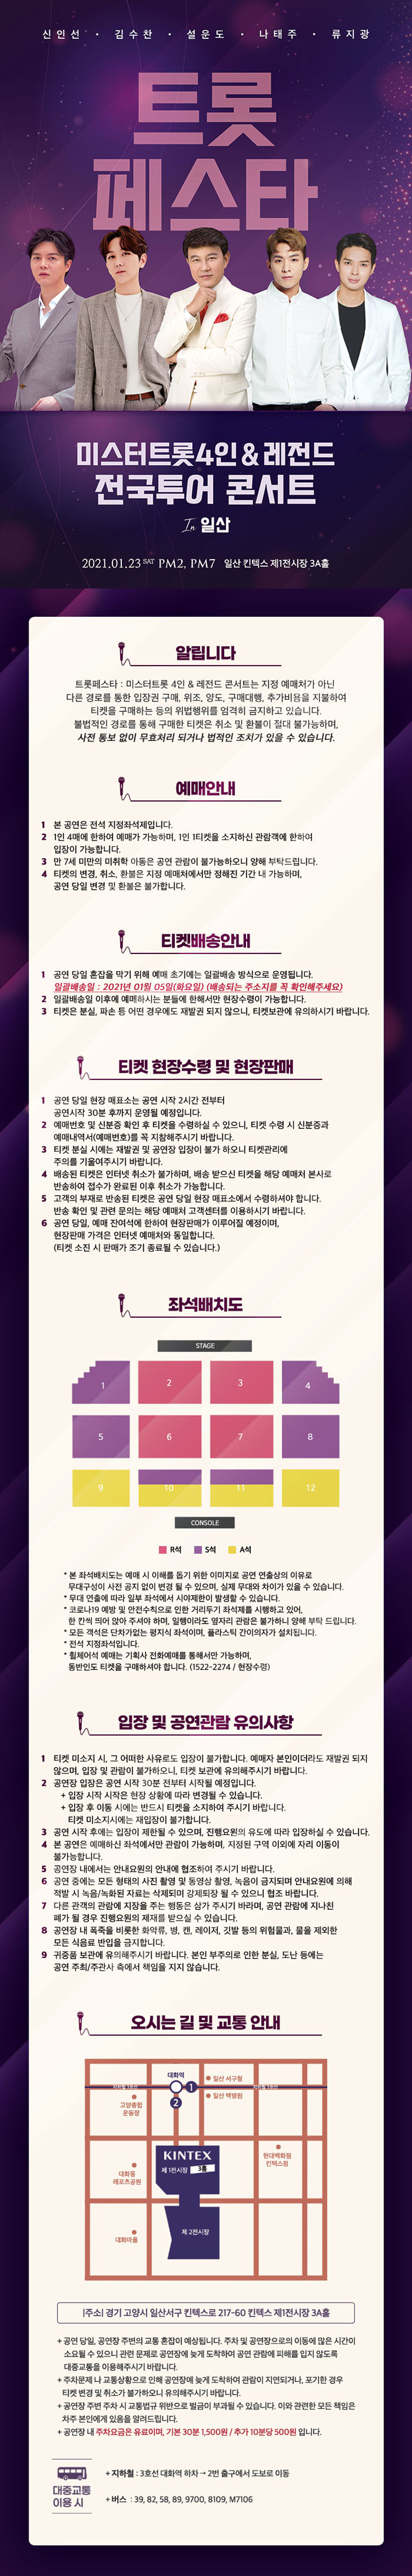 신인선 · 김수찬 · 설운도 · 나태주 · 류지광
트롯
페스타
미스터트롯4인&레전드
전국투어 콘서트
In 일산
2021.01.23 SAT PM2, PM7 일산 킨텍스 제1전시장 3A홀
알립니다
트롯페스타 : 미스터트롯 4인 & 레전드 콘서트는 지정 예매처가 아닌
다른 경로를 통한 입장권 구매, 위조, 양도, 구매대행, 추가비용을 지불하여
티켓을 구매하는 등의 위법행위를 엄격히 금지하고 있습니다.
불법적인 경로를 통해 구매한 티켓은 취소 및 환불이 절대 불가능하며,
사전 통보 없이 무효처리 되거나 법적인 조치가 있을 수 있습니다.
예매안내
1 본 공연은 전석 지정좌석제입니다.
2 1인 4매에 한하여 예매가 가능하며, 1인 1티켓을 소지하신 관람객에 한하여
입장이 가능합니다.
3 만 7세 미만의 미취학 아동은 공연 관람이 불가능하오니 양해 부탁드립니다.
4 티켓의 변경, 취소, 환불은 지정 예매처에서만 정해진 기간 내 가능하며,
공연 당일 변경 및 환불은 불가합니다.
티켓배송안내
1 공연 당일 혼잡을 막기 위해 예매 초기에는 일괄배송 방식으로 운영됩니다.
일괄배송일 : 2021년 01월 05일(화요일) (배송되는 주소지를 꼭 확인해주세요)
2 일괄배송일 이후에 예매하시는 분들에 한해서만 현장수령이 가능합니다.
3 티켓은 분실, 파손 등 어떤 경우에도 재발권 되지 않으니, 티켓보관에 유의하시기 바랍니다.
티켓 현장수령 및 현장판매
1 공연 당일 현장 매표소는 공연 시작 2시간 전부터
공연시작 30분 후까지 운영될 예정입니다.
2 예매번호 및 신분증 확인 후 티켓을 수령하실 수 있으니, 티켓 수령 시 신분증과
예매내역서(예매번호)를 꼭 지참해주시기 바랍니다.
3 티켓 분실 시에는 재발권 및 공연장 입장이 불가 하오니 티켓관리에
주의를 기울여주시기 바랍니다.
4 배송된 티켓은 인터넷 취소가 불가하며, 배송 받으신 티켓을 해당 예매처 본사로
반송하여 접수가 완료된 이후 취소가 가능합니다.
5 고객의 부재로 반송된 티켓은 공연 당일 현장 매표소에서 수령하셔야 합니다.
반송 확인 및 관련 문의는 해당 예매처 고객센터를 이용하시기 바랍니다.
6 공연 당일, 예매 잔여석에 한하여 현장판매가 이루어질 예정이며,
현장판매 가격은 인터넷 예매처와 동일합니다.
(티켓 소진 시 판매가 조기 종료될 수 있습니다.)
좌석배치도
STAGE
1 2 3 4
5 6 7 8
9 10 11 12
CONSOLE
R석 S석 A석
* 본 좌석배치도는 예매 시 이해를 돕기 위한 이미지로 공연 연출상의 이유로
무대구성이 사전 공지 없이 변경 될 수 있으며, 실제 무대와 차이가 있을 수 있습니다.
* 무대 연출에 따라 일부 좌석에서 시야제한이 발생할 수 있습니다.
* 코로나19 예방 및 안전수칙으로 인한 거리두기 좌석제를 시행하고 있어,
한 칸씩 띄어 앉아 주셔야 하며, 일행이라도 옆자리 관람은 불가하니 양해 부탁 드립니다.
* 모든 객석은 단차가없는 평지식 좌석이며, 플라스틱 간이의자가 설치됩니다.
* 전석 지정좌석입니다.
* 휠체어석 예매는 기획사 전화예매를 통해서만 가능하며,
동반인도 티켓을 구매하셔야 합니다. (1522-2274 / 현장수령)
입장 및 공연관람 유의사항
1 티켓 미소지 시, 그 어떠한 사유로도 입장이 불가합니다. 예매자 본인이더라도 재발권 되지
않으며, 입장 및 관람이 불가하오니, 티켓 보관에 유의하시기 바랍니다.
2 공연장 입장은 공연 시작 30분 전부터 시작될 예정입니다.
+ 입장 시작 시작은 현장 상황에 따라 변경될 수 있습니다.
+ 입장 후 이동 시에는 반드시 티켓을 소지하여 주시기 바랍니다.
티켓 미소지시에는 재입장이 불가합니다.
3 공연 시작 후에는 입장이 제한될 수 있으며, 진행요원의 유도에 따라 입장하실 수 있습니다.
4 본 공연은 예매하신 좌석에서만 관람이 가능하며, 지정된 구역 이외에 자리 이동이
불가능합니다.
5 공연장 내에서는 안내요원의 안내에 협조하여 주시기 바랍니다.
6 공연 중에는 모든 형태의 사진 촬영 및 동영상 촬영, 녹음이 금지되며 안내요원에 의해
적발 시 녹음/녹화된 자료는 삭제되며 강제퇴장 될 수 있으니 협조 바랍니다.
7 다른 관객의 관람에 지장을 주는 행동은 삼가 주시기 바라며, 공연 관람에 지나친
폐가 될 경우 진행요원의 제재를 받으실 수 있습니다.
8 공연장 내 폭죽을 비롯한 화약류, 병, 캔, 레이저, 깃발 등의 위험물과, 물을 제외한
모든 식음료 반입을 금지합니다.
9 귀중품 보관에 유의해주시기 바랍니다. 본인 부주의로 인한 분실, 도난 등에는
공연 주최/주관사 측에서 책임을 지지 않습니다.
오시는 길 및 교통 안내
대화역
일산 서구청
1
고양종합
운동장
2
일산 백병원
KINTEX
제 1전시장 3홀
현대백화점
킨텍스점
대화동
레포츠공원
제 2전시장
대화마을
[주소] 경기 고양시 일산서구 킨텍스로 217-60 킨텍스 제1전시장 3A홀
+ 공연 당일, 공연장 주변의 교통 혼잡이 예상됩니다. 주차 및 공연장으로의 이동에 많은 시간이
소요될 수 있으니 관련 문제로 공연장에 늦게 도착하여 공연 관람에 피해를 입지 않도록
대중교통을 이용해주시기 바랍니다.
+ 주차문제 나 교통상황으로 인해 공연장에 늦게 도착하여 관람이 지연되거나, 포기한 경우
티켓 변경 및 취소가 불가하오니 유의해주시기 바랍니다.
+ 공연장 주변 주차 시 교통법규 위반으로 벌금이 부과될 수 있습니다. 이와 관련한 모든 책임은
차주 본인에게 있음을 알려드립니다.
+ 공연장 내 주차요금은 유료이며, 기본 30분 1,500원 / 추가 10분당 500원 입니다.
대중교통
이용 시
+ 지하철 : 3호선 대화역 하차 → 2번 출구에서 도보로 이동
+ 버스 : 39, 82, 58, 89, 9700, 8109, M7106